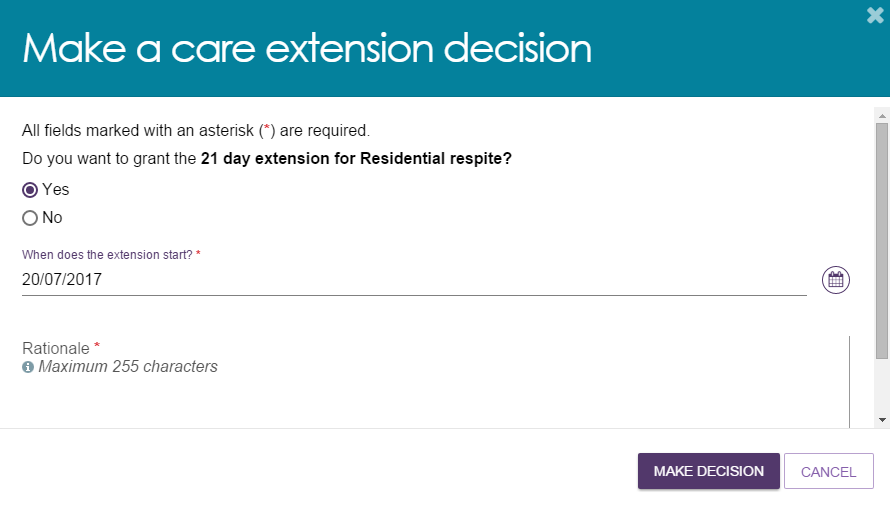 Make a care extension decision
All fields marked with an asterisk (*) are required.
Do you want to grant the 21 day extension for Residential respite?
Yes
No
When does the extension start? *
20/07/2017
Rationale *
Maximum 255 characters
MAKE DECISION
CANCEL